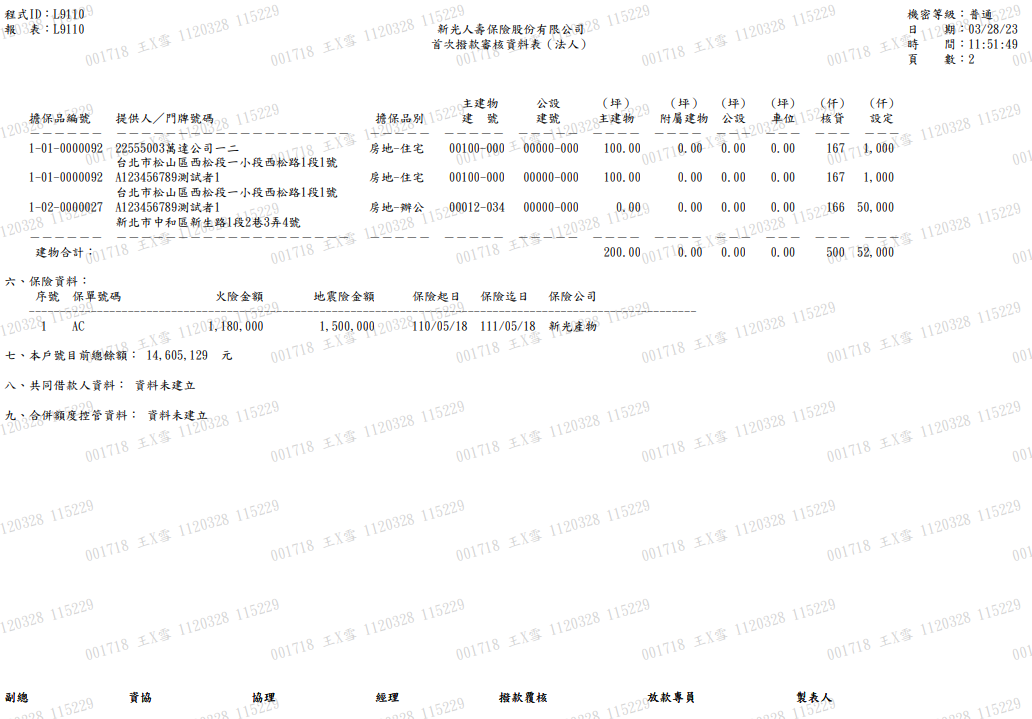 程式ID：L9110
報　表：L9110
新光人壽保險股份有限公司
首次撥款審核資料表（法人）
機密等級：普通
日　　期：03/28/23
時　　間：11:51:49
頁　　數：2
主建物 公設 （坪） （坪） （坪） （坪） （仟） （仟）
擔保品編號 提供人／門牌號碼 擔保品別 建　號 建號 主建物 附屬建物 公設 車位 核貸 設定
1-01-0000092 22555003萬達公司一二 房地-住宅 00100-000 00000-000 100.00 0.00 0.00 0.00 167 1,000
台北市松山區西松段一小段西松路1段1號
1-01-0000092 A123456789測試者1 房地-住宅 00100-000 00000-000 100.00 0.00 0.00 0.00 167 1,000
台北市松山區西松段一小段西松路1段1號
1-02-0000027 A123456789測試者1 房地-辦公 00012-034 00000-000 0.00 0.00 0.00 0.00 166 50,000
新北市中和區新生路1段2巷3弄4號
建物合計： 200.00 0.00 0.00 0.00 500 52,000
六、保險資料：
序號 保單號碼 火險金額 地震險金額 保險起日 保險迄日 保險公司
1 AC 1,180,000 1,500,000 110/05/18 111/05/18 新光產物
七、本戶號目前總餘額： 14,605,129 元
八、共同借款人資料： 資料未建立
九、合併額度控管資料： 資料未建立
副總 資協 協理 經理 撥款覆核 放款專員 製表人
001718 王X雪 1120328 115229